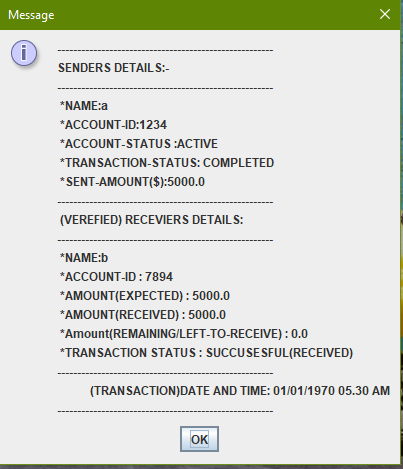 Message
------------------------------------------------------
SENDERS DETAILS:-
------------------------------------------------------
*NAME:a
*ACCOUNT-ID:1234
*ACCOUNT-STATUS :ACTIVE
*TRANSACTION-STATUS: COMPLETED
*SENT-AMOUNT($):5000.0
------------------------------------------------------
(VEREFIED) RECEVIERS DETAILS:
------------------------------------------------------
*NAME:b
*ACCOUNT-ID : 7894
*AMOUNT(EXPECTED) : 5000.0
*AMOUNT(RECEIVED) : 5000.0
*Amount(REMAINING/LEFT-TO-RECEIVE) : 0.0
*TRANSACTION STATUS : SUCCUSESFUL(RECEIVED)
------------------------------------------------------
(TRANSACTION)DATE AND TIME: 01/01/1970 05.30 AM
------------------------------------------------------
OK